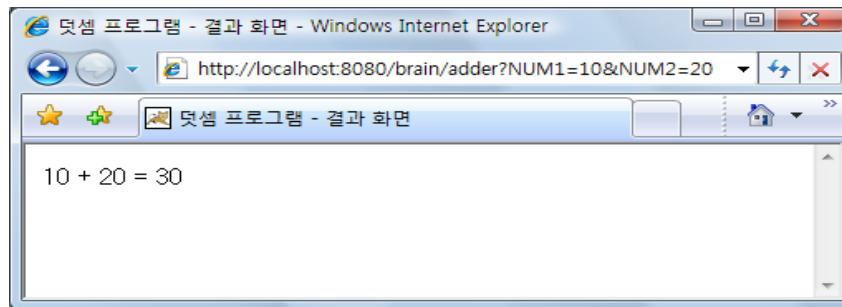 덧셈 프로그램 - 결과 화면 - Windows Internet Explorer
http://localhost:8080/brain/adder?NUM1=10&NUM2=20
덧셈 프로그램 - 결과 화면
10 + 20 = 30